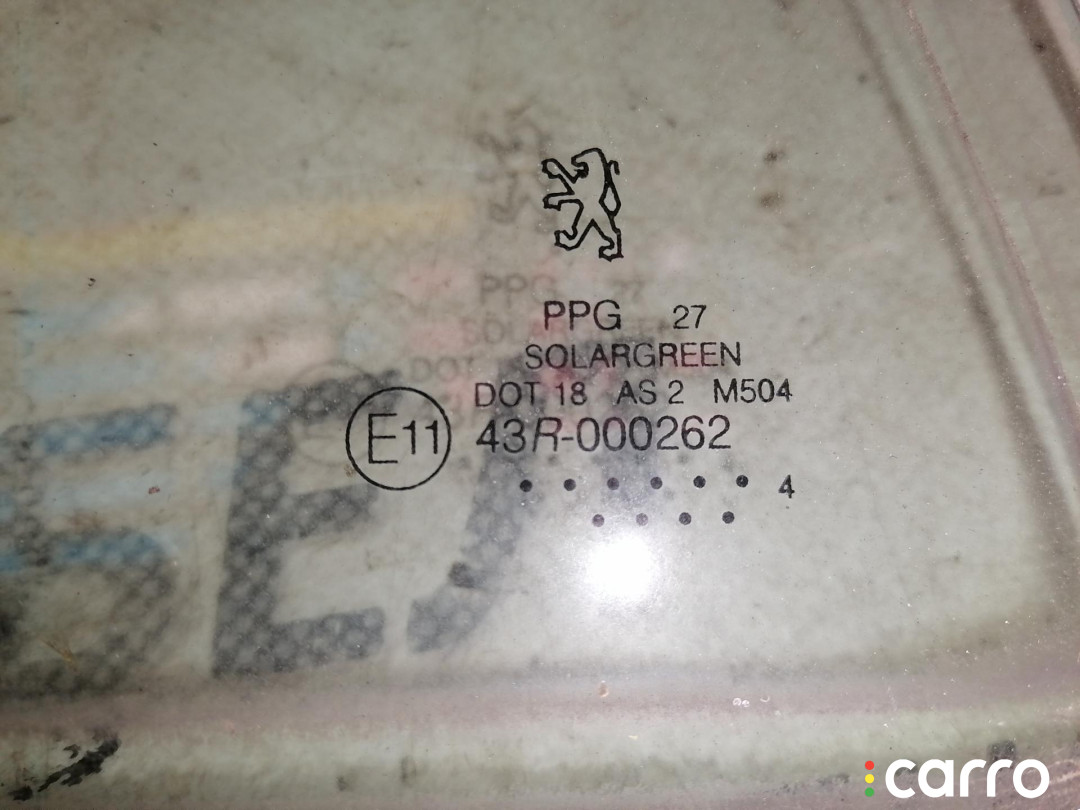 PPG 27
SOLARGREEN
DOT 18 AS 2 M504
E11 43R-000262
4
carro